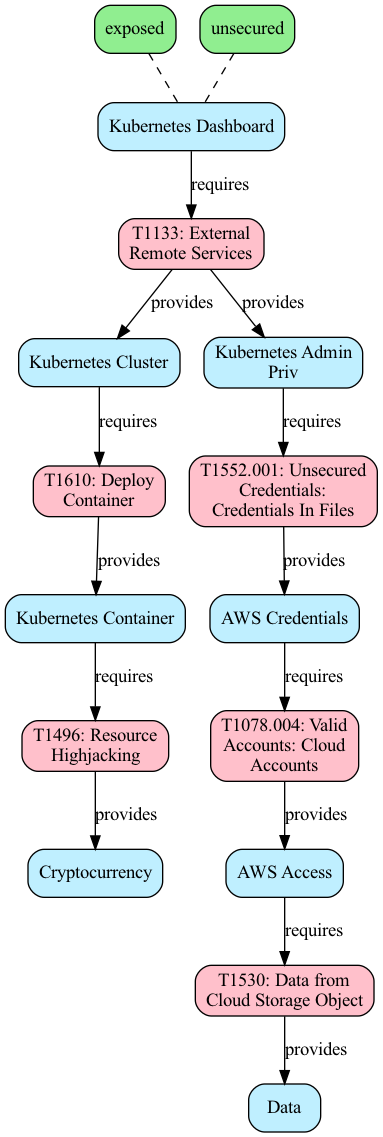 exposed
unsecured
Kubernetes Dashboard
requires
T1133: External
Remote Services
provides
provides
Kubernetes Cluster
Kubernetes Admin
Priv
requires
requires
T1610: Deploy
Container
T1552.001: Unsecured
Credentials:
Credentials In Files
provides
provides
Kubernetes Container
AWS Credentials
requires
requires
T1496: Resource
Highjacking
T1078.004: Valid
Accounts: Cloud
Accounts
provides
provides
Cryptocurrency
AWS Access
requires
T1530: Data from
Cloud Storage Object
provides
Data